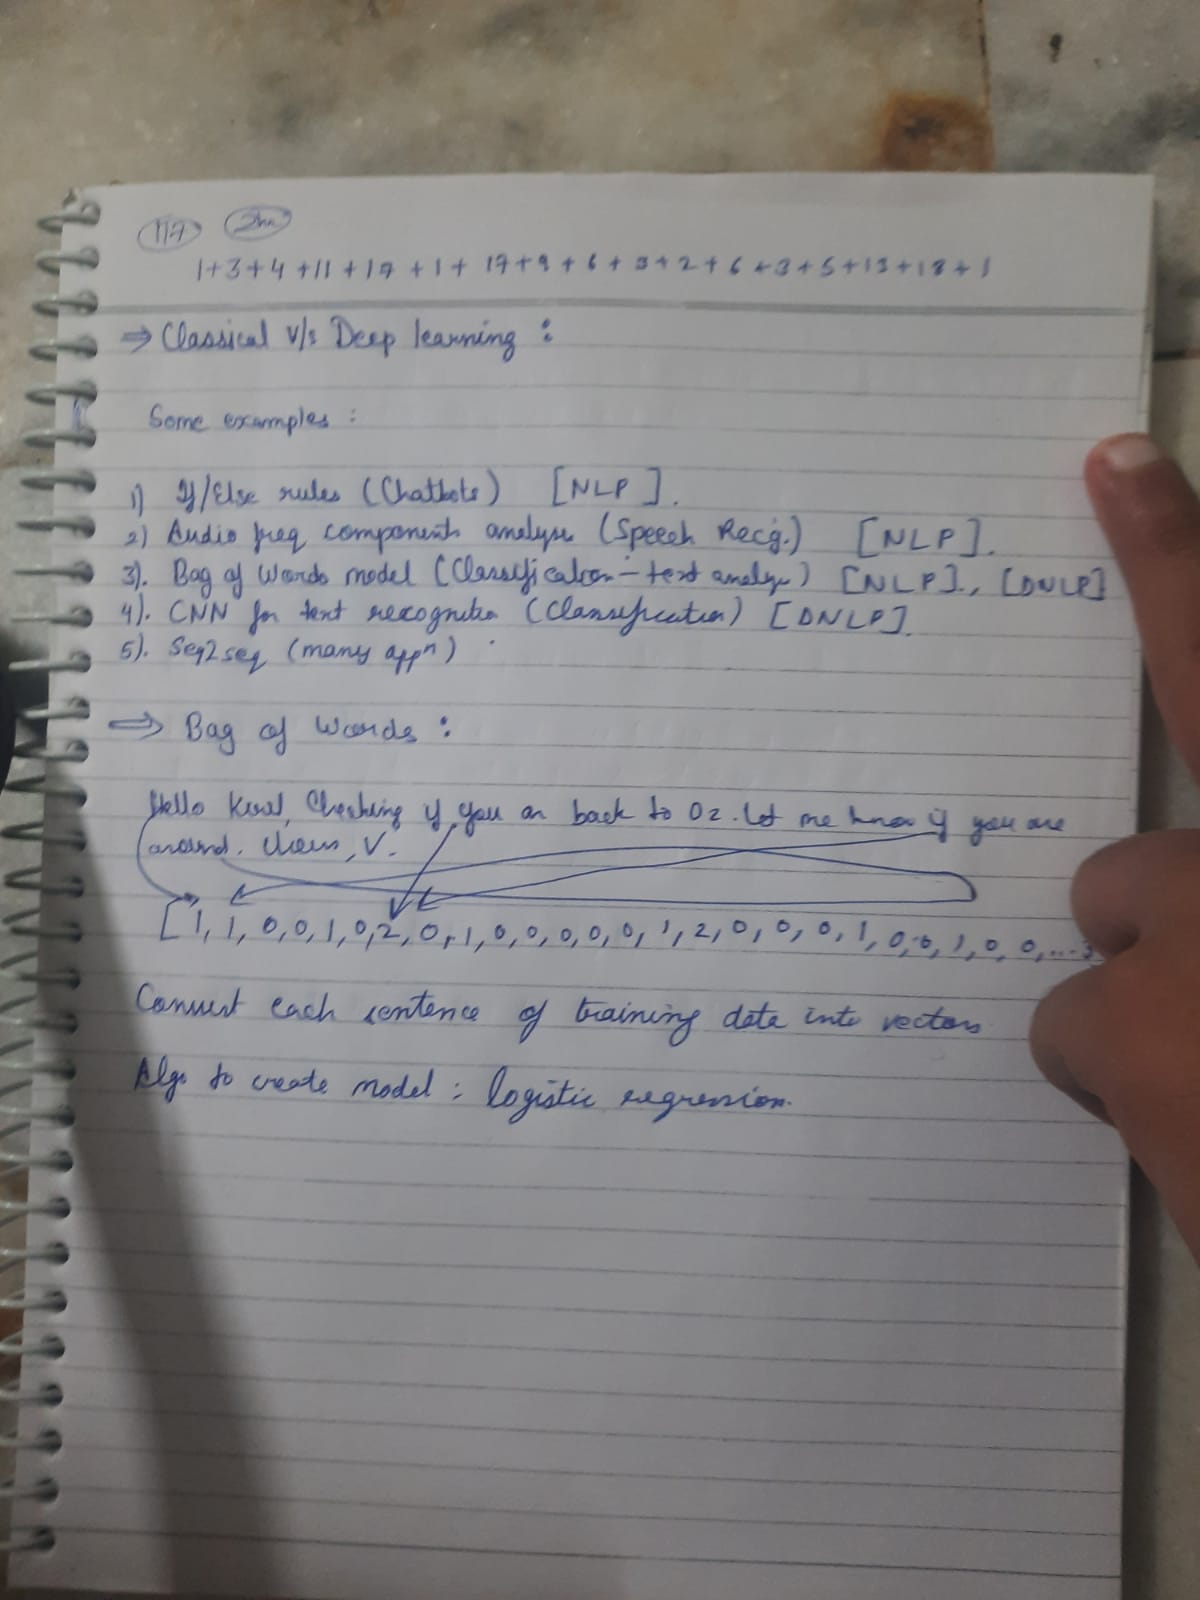 117 2hr
1+3+4+11+17+1+17+9+6+3+2+6+3+5+13+18+1
⇒ Classical V/s Deep learning :
Some examples :
1) If/Else rules (Chatbots) [NLP].
2) Audio freq components analysis (Speech Recg.) [NLP].
3). Bag of Words model (Classification - text analys) [NLP]., [DNLP]
4). CNN for text recognition (Classification) [DNLP].
5). Seq2seq (many appⁿ)
⇒ Bag of Words :
Hello Checking if you are back to Oz. Let me know if you are
around. Cheers, V.
[1, 1, 0, 0, 1, 0, 2, 0, 1, 0, 0, 0, 0, 0, 1, 2, 0, 0, 0, 1, 0, 0, 1, 0, 0, ...
Convert each sentence of training data into vectors
Algo to create model : logistic regression.